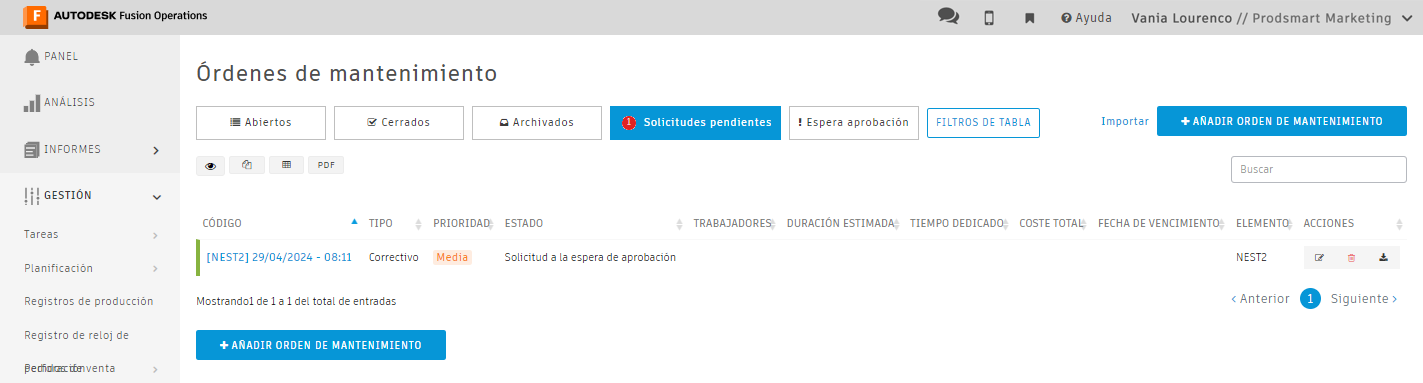 F AUTODESK Fusion Operations
Ayuda
Vania Lourenco // Prodsmart Marketing
PANEL
ANÁLISIS
INFORMES
GESTIÓN
Tareas
Planificación
Registros de producción
Registro de reloj de
Órdenes de mantenimiento
Abiertos
Cerrados
Archivados
1 Solicitudes pendientes
! Espera aprobación
FILTROS DE TABLA
Importar
+ AÑADIR ORDEN DE MANTENIMIENTO
PDF
Buscar
CÓDIGO TIPO PRIORIDAD ESTADO TRABAJADORES DURACIÓN ESTIMADA TIEMPO DEDICADO COSTE TOTAL FECHA DE VENCIMIENTO ELEMENTO ACCIONES
[NEST2] 29/04/2024 - 08:11 Correctivo Media Solicitud a la espera de aprobación NEST2
Mostrando1 de 1 a 1 del total de entradas
< Anterior 1 Siguiente >
+ AÑADIR ORDEN DE MANTENIMIENTO